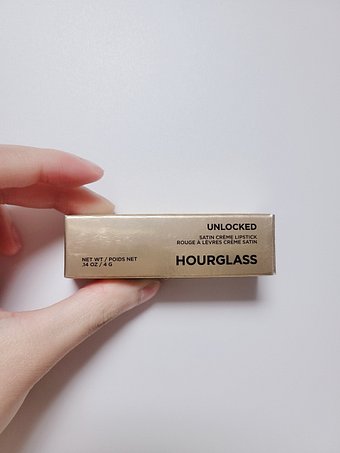 UNLOCKED
SATIN CRÈME LIPSTICK
ROUGE À LÈVRES CRÈME SATIN
NET WT / POIDS NET
.14 OZ / 4 G
HOURGLASS